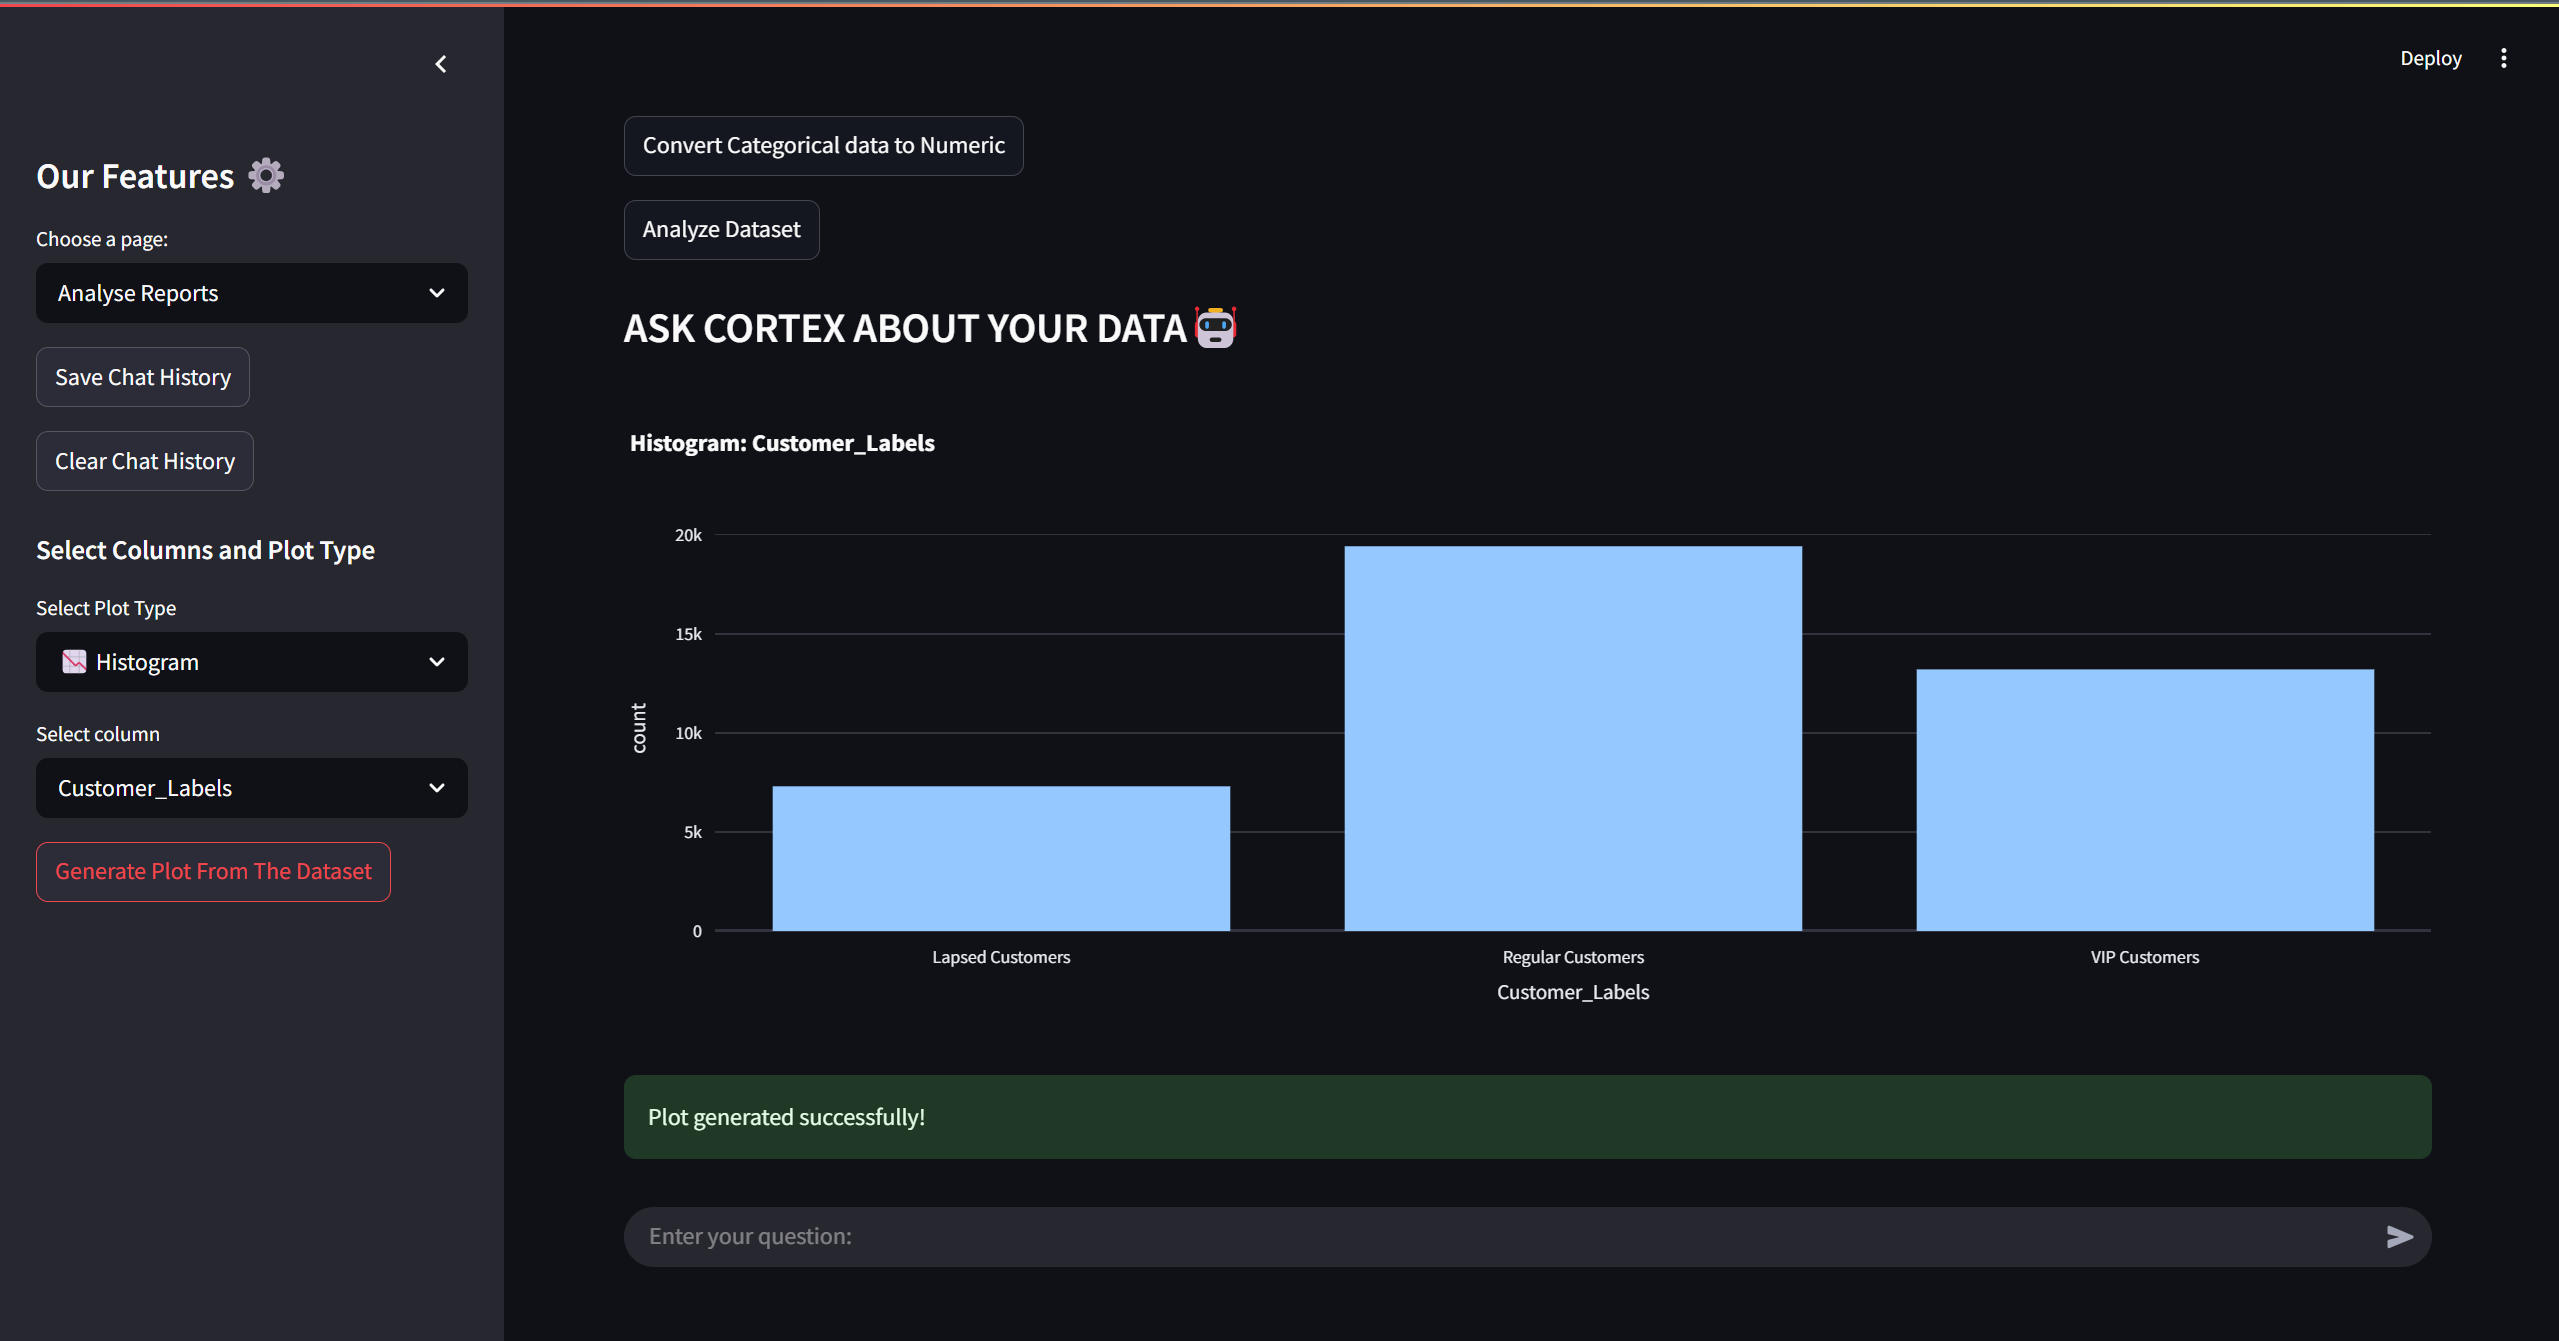 Deploy
Our Features
Choose a page:
Analyse Reports
Save Chat History
Clear Chat History
Select Columns and Plot Type
Select Plot Type
Histogram
Select column
Customer_Labels
Generate Plot From The Dataset
Convert Categorical data to Numeric
Analyze Dataset
ASK CORTEX ABOUT YOUR DATA
Histogram: Customer_Labels
20k
15k
10k
5k
0
count
Lapsed Customers
Regular Customers
VIP Customers
Customer_Labels
Plot generated successfully!
Enter your question: